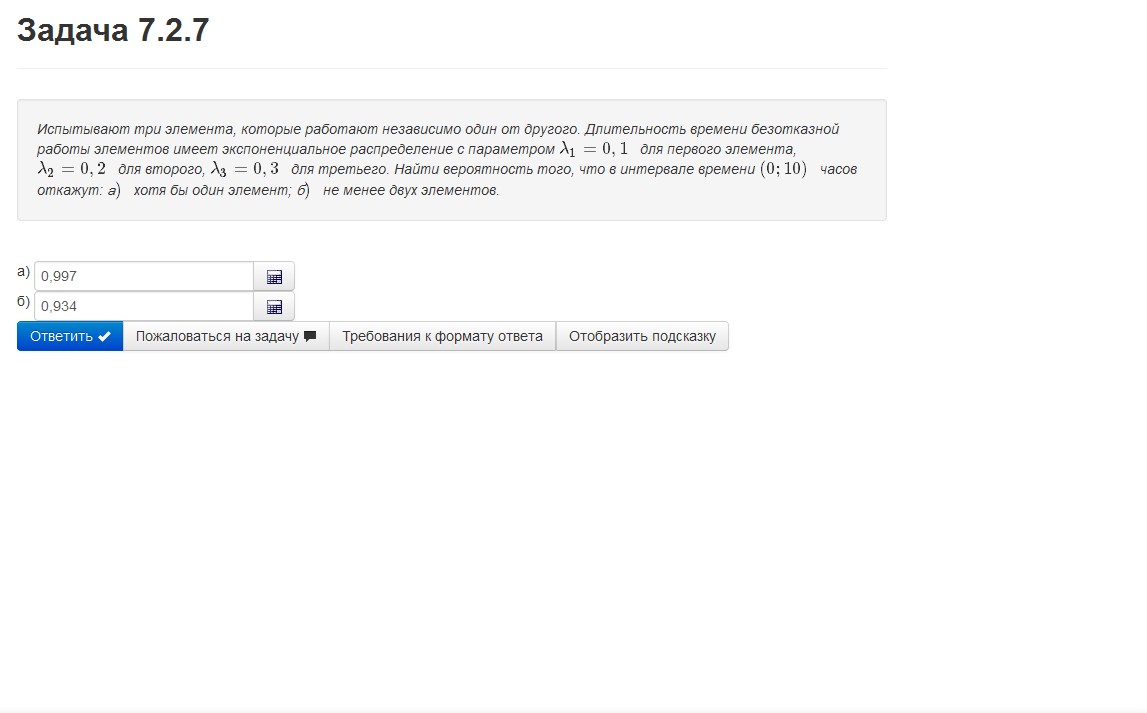 Задача 7.2.7
Испытывают три элемента, которые работают независимо один от другого. Длительность времени безотказной
работы элементов имеет экспоненциальное распределение с параметром λ₁ = 0, 1 для первого элемента,
λ₂ = 0, 2 для второго, λ₃ = 0, 3 для третьего. Найти вероятность того, что в интервале времени (0; 10) часов
откажут: а) хотя бы один элемент; б) не менее двух элементов.
а) 0,997
б) 0,934
Ответить Пожаловаться на задачу Требования к формату ответа Отобразить подсказку